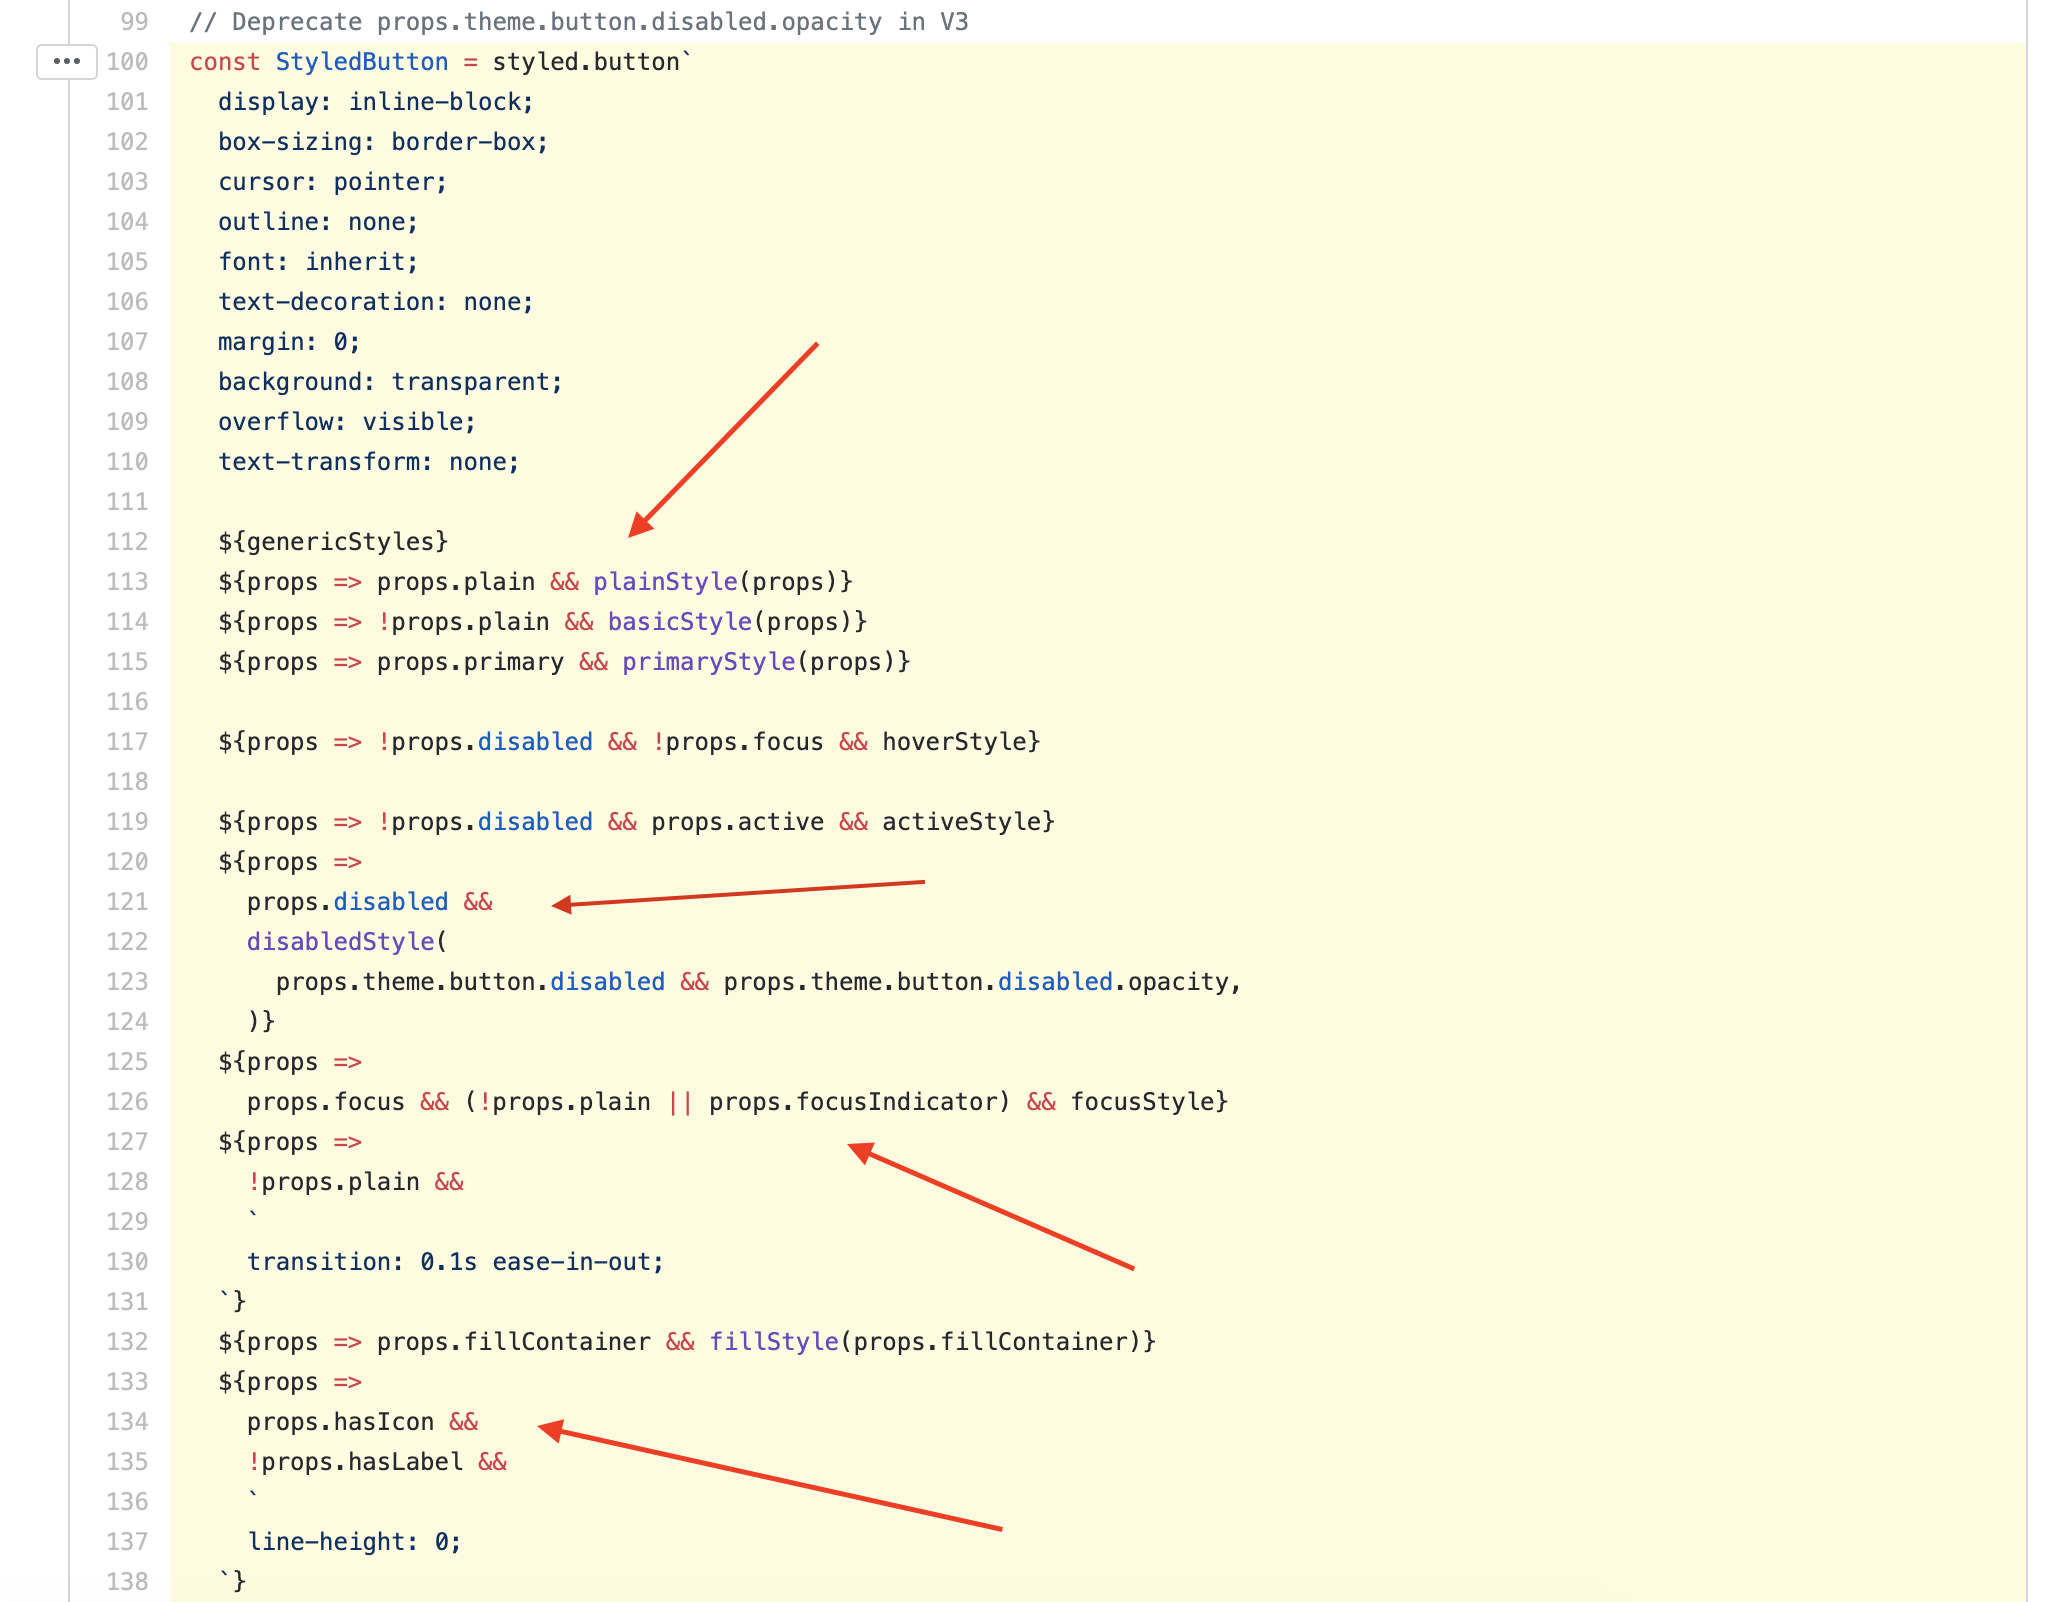 99 // Deprecate props.theme.button.disabled.opacity in V3
100 const StyledButton = styled.button`
101   display: inline-block;
102   box-sizing: border-box;
103   cursor: pointer;
104   outline: none;
105   font: inherit;
106   text-decoration: none;
107   margin: 0;
108   background: transparent;
109   overflow: visible;
110   text-transform: none;
111
112   ${genericStyles}
113   ${props => props.plain && plainStyle(props)}
114   ${props => !props.plain && basicStyle(props)}
115   ${props => props.primary && primaryStyle(props)}
116
117   ${props => !props.disabled && !props.focus && hoverStyle}
118
119   ${props => !props.disabled && props.active && activeStyle}
120   ${props =>
121     props.disabled &&
122     disabledStyle(
123       props.theme.button.disabled && props.theme.button.disabled.opacity,
124     )}
125   ${props =>
126     props.focus && (!props.plain || props.focusIndicator) && focusStyle}
127   ${props =>
128     !props.plain &&
129     `
130     transition: 0.1s ease-in-out;
131   `}
132   ${props => props.fillContainer && fillStyle(props.fillContainer)}
133   ${props =>
134     props.hasIcon &&
135     !props.hasLabel &&
136     `
137     line-height: 0;
138   `}